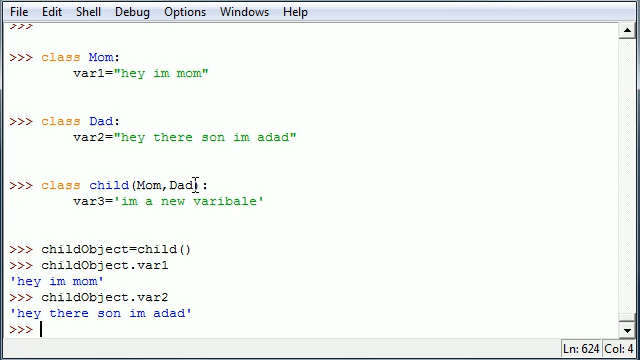 File Edit Shell Debug Options Windows Help
>>>
>>> class Mom:
var1="hey im mom"
>>> class Dad:
var2="hey there son im adad"
>>> class child(Mom,Dad):
var3='im a new varibale'
>>> childObject=child()
>>> childObject.var1
'hey im mom'
>>> childObject.var2
'hey there son im adad'
>>>
Ln: 624 Col: 4